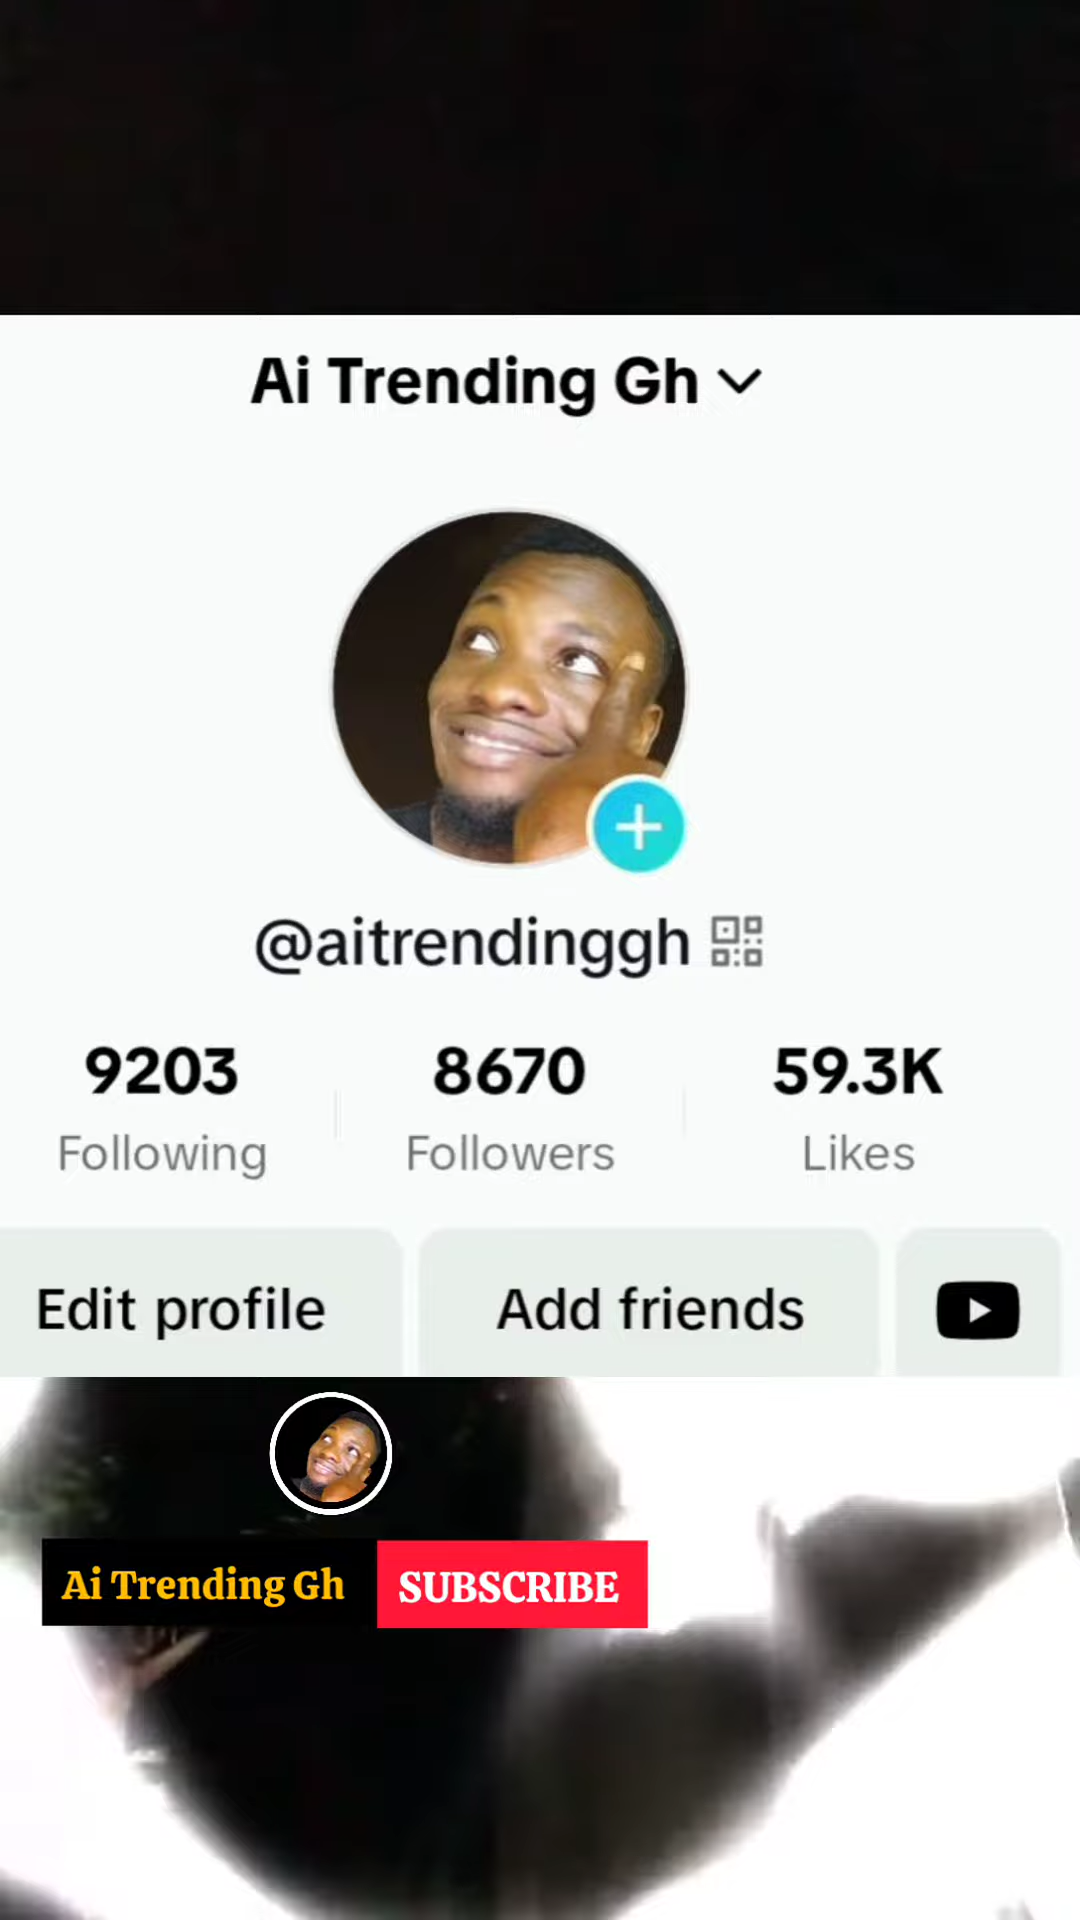 Ai Trending Gh
@aitrendinggh
9203 8670 59.3K
Following Followers Likes
Edit profile Add friends
Ai Trending Gh SUBSCRIBE